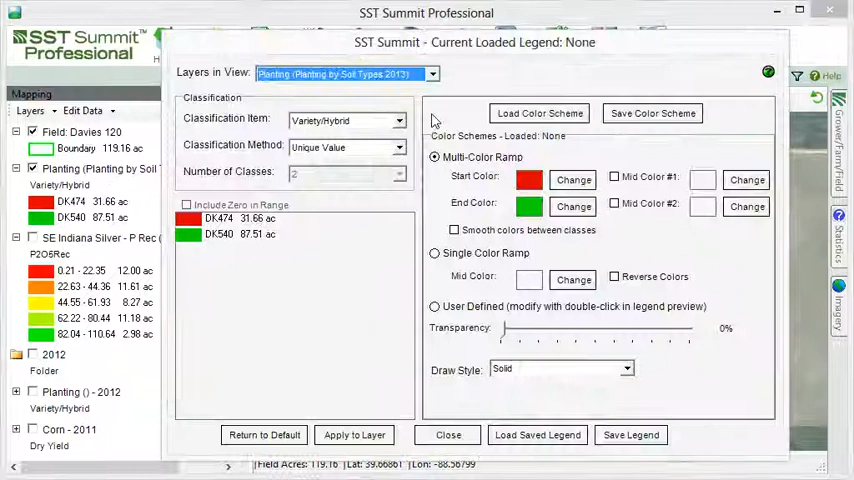 SST Summit Professional
SST Summit
Professional
H
Help
SST Summit - Current Loaded Legend: None
Layers in View: Planting (Planting by Soil Types 2013)
Mapping
Layers Edit Data
Field: Davies 120
Boundary 119.16 ac
Planting (Planting by Soil T
Variety/Hybrid
DK474 31.66 ac
DK540 87.51 ac
SE Indiana Silver - P Rec (
P2O5Rec
0.21 - 22.35 12.00 ac
22.63 - 44.36 11.61 ac
44.55 - 61.93 8.27 ac
62.22 - 80.44 11.18 ac
82.04 - 110.64 2.98 ac
2012
Folder
Planting () - 2012
Variety/Hybrid
Corn - 2011
Dry Yield
Classification
Classification Item: Variety/Hybrid
Classification Method: Unique Value
Number of Classes: 2
Include Zero in Range
DK474 31.66 ac
DK540 87.51 ac
Load Color Scheme Save Color Scheme
Color Schemes - Loaded: None
Multi-Color Ramp
Start Color: Change Mid Color #1: Change
End Color: Change Mid Color #2: Change
Smooth colors between classes
Single Color Ramp
Mid Color: Change Reverse Colors
User Defined (modify with double-click in legend preview)
Transparency: 0%
Draw Style: Solid
Return to Default Apply to Layer Close Load Saved Legend Save Legend
Field Acres: 119.16 Lat: 39.66861 Lon: -88.56799
Grower/Farm/Field
Statistics
Imagery